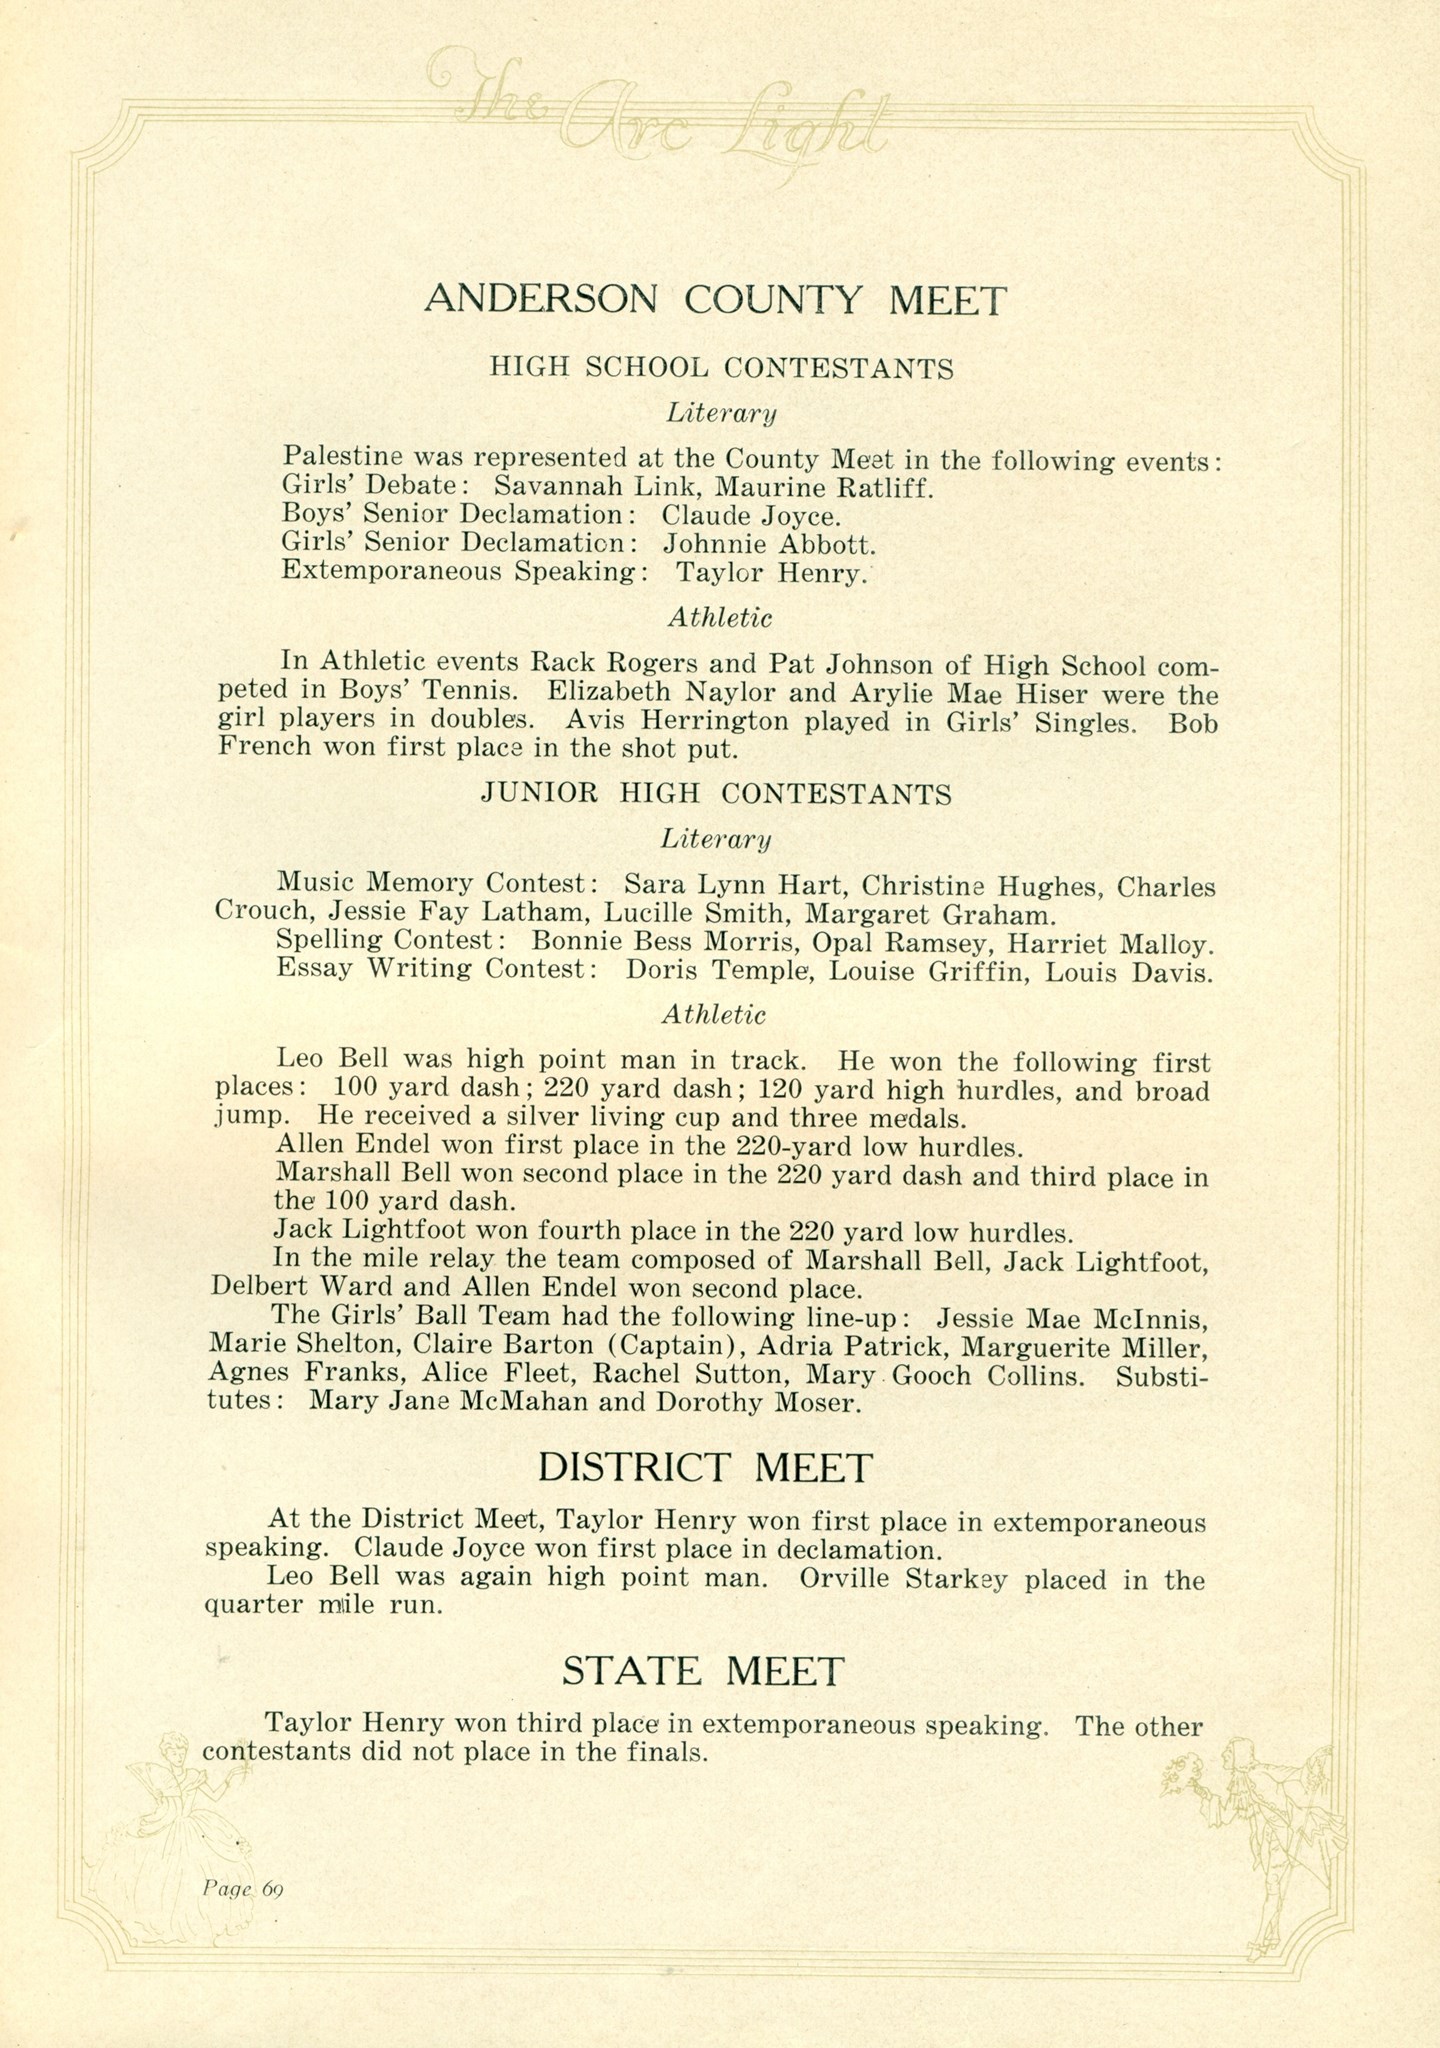 The Arc Light
ANDERSON COUNTY MEET
HIGH SCHOOL CONTESTANTS
Literary
Palestine was represented at the County Meet in the following events:
Girls' Debate: Savannah Link, Maurine Ratliff.
Boys' Senior Declamation: Claude Joyce.
Girls' Senior Declamation: Johnnie Abbott.
Extemporaneous Speaking: Taylor Henry.
Athletic
In Athletic events Rack Rogers and Pat Johnson of High School com-
peted in Boys' Tennis. Elizabeth Naylor and Arylie Mae Hiser were the
girl players in doubles. Avis Herrington played in Girls' Singles. Bob
French won first place in the shot put.
JUNIOR HIGH CONTESTANTS
Literary
Music Memory Contest: Sara Lynn Hart, Christine Hughes, Charles
Crouch, Jessie Fay Latham, Lucille Smith, Margaret Graham.
Spelling Contest: Bonnie Bess Morris, Opal Ramsey, Harriet Malloy.
Essay Writing Contest: Doris Temple, Louise Griffin, Louis Davis.
Athletic
Leo Bell was high point man in track. He won the following first
places: 100 yard dash; 220 yard dash; 120 yard high hurdles, and broad
jump. He received a silver living cup and three medals.
Allen Endel won first place in the 220-yard low hurdles.
Marshall Bell won second place in the 220 yard dash and third place in
the 100 yard dash.
Jack Lightfoot won fourth place in the 220 yard low hurdles.
In the mile relay the team composed of Marshall Bell, Jack Lightfoot,
Delbert Ward and Allen Endel won second place.
The Girls' Ball Team had the following line-up: Jessie Mae McInnis,
Marie Shelton, Claire Barton (Captain), Adria Patrick, Marguerite Miller,
Agnes Franks, Alice Fleet, Rachel Sutton, Mary Gooch Collins. Substi-
tutes: Mary Jane McMahan and Dorothy Moser.
DISTRICT MEET
At the District Meet, Taylor Henry won first place in extemporaneous
speaking. Claude Joyce won first place in declamation.
Leo Bell was again high point man. Orville Starkey placed in the
quarter mile run.
STATE MEET
Taylor Henry won third place in extemporaneous speaking. The other
contestants did not place in the finals.
Page 69